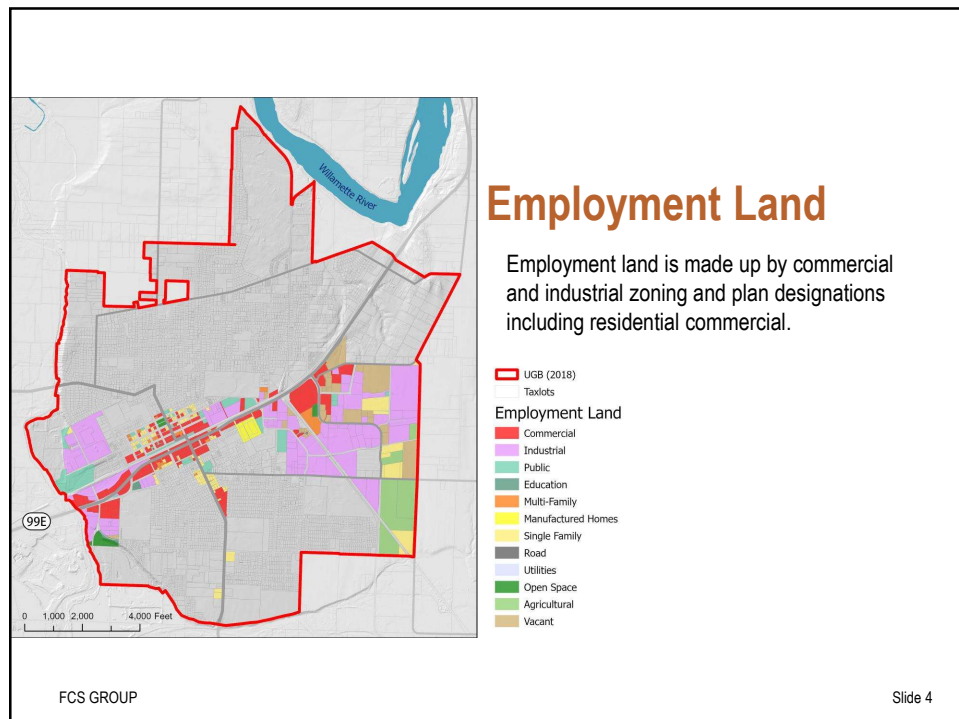 Willamette River
99E
0 1,000 2,000 4,000 Feet
Employment Land
Employment land is made up by commercial
and industrial zoning and plan designations
including residential commercial.
UGB (2018)
Taxlots
Employment Land
Commercial
Industrial
Public
Education
Multi-Family
Manufactured Homes
Single Family
Road
Utilities
Open Space
Agricultural
Vacant
FCS GROUP
Slide 4